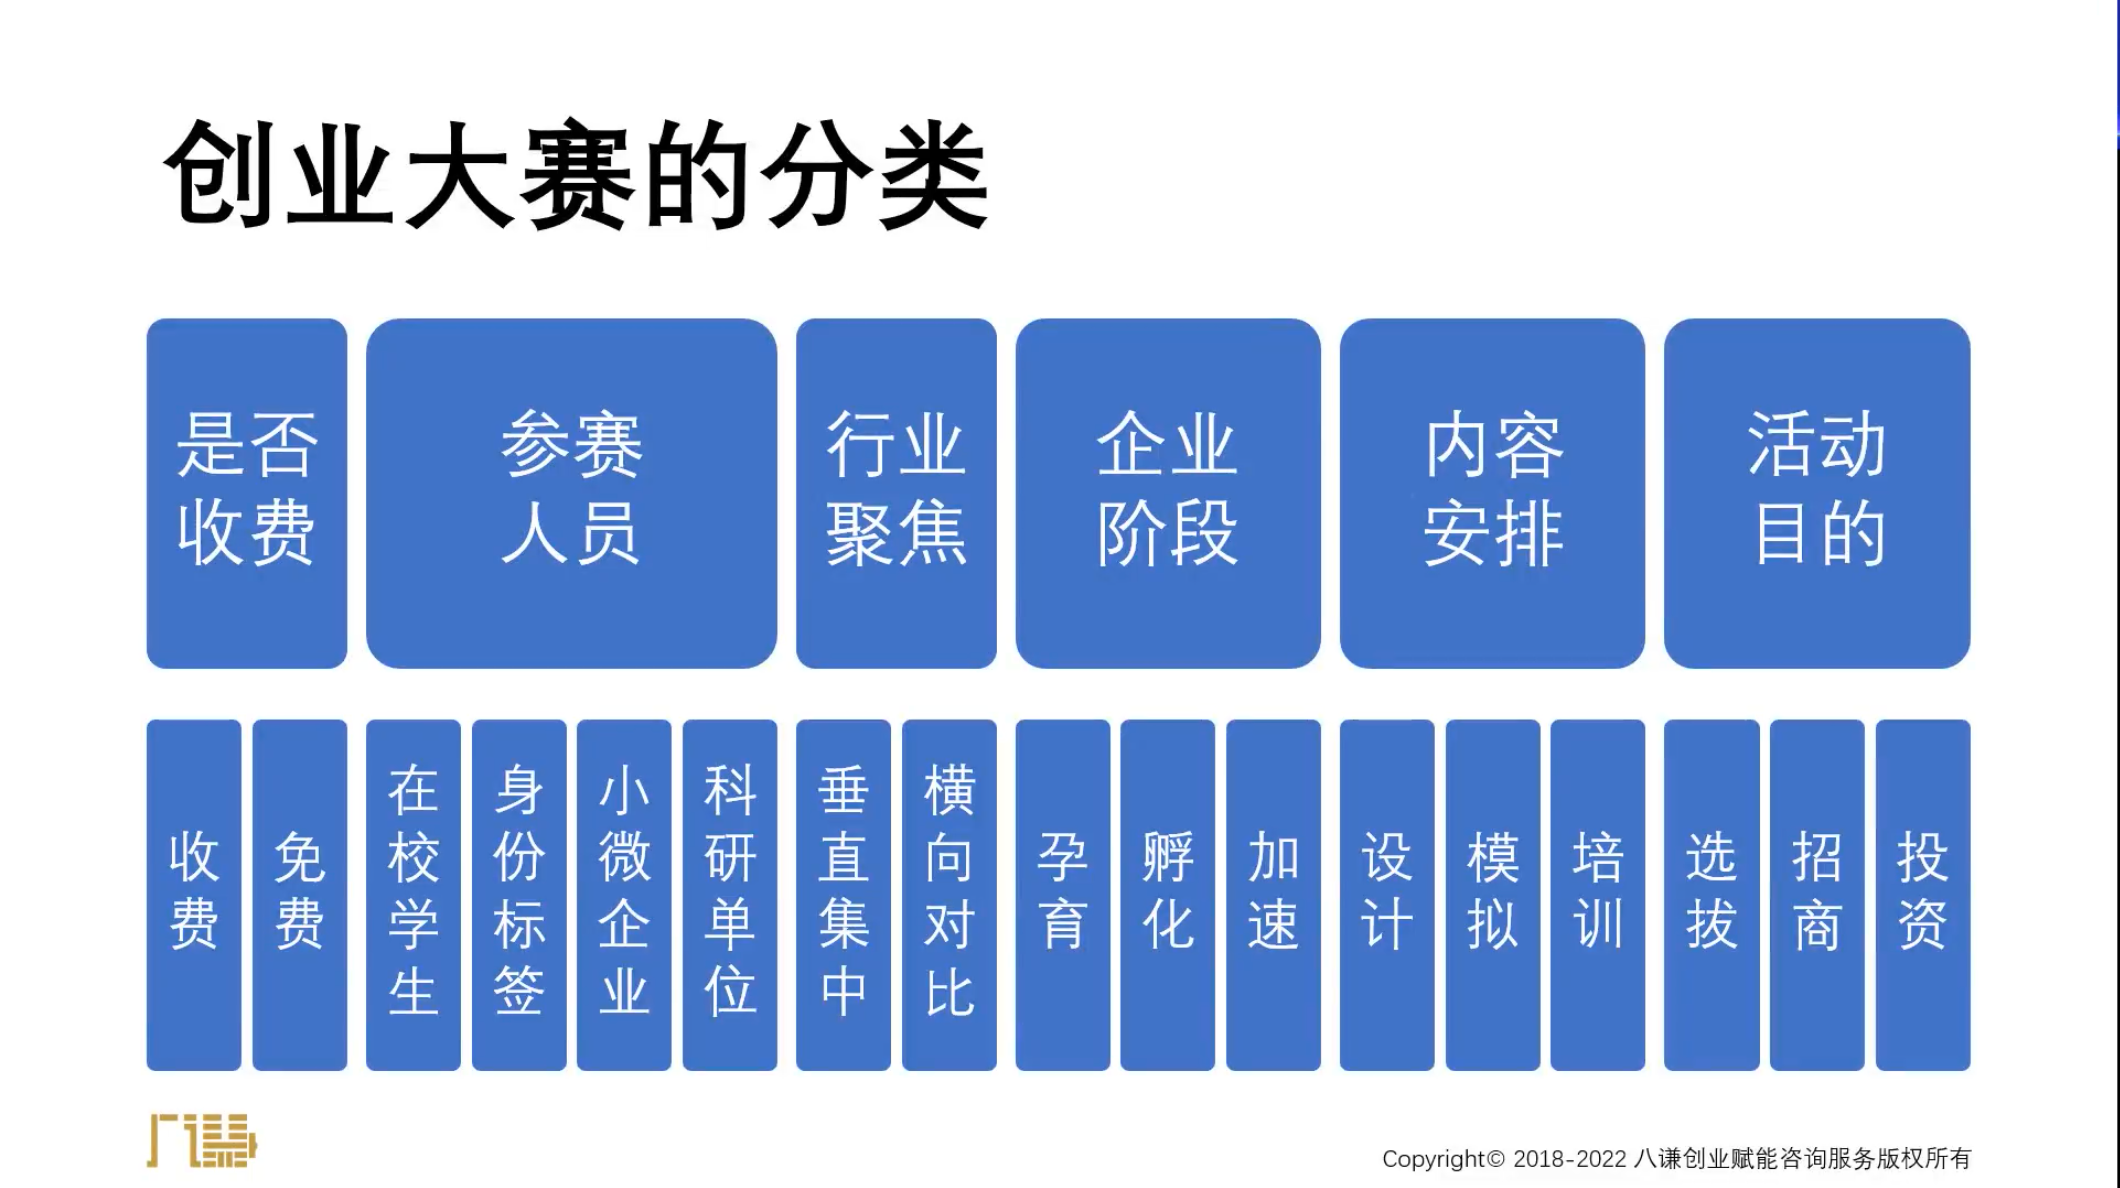 创业大赛的分类
是否
收费
参赛
人员
行业
聚焦
企业
阶段
内容
安排
活动
目的
收费
免费
在校学生
身份标签
小微企业
科研单位
垂直集中
横向对比
孕育
孵化
加速
设计
模拟
培训
选拔
招商
投资
八谦
Copyright© 2018-2022 八谦创业赋能咨询服务版权所有